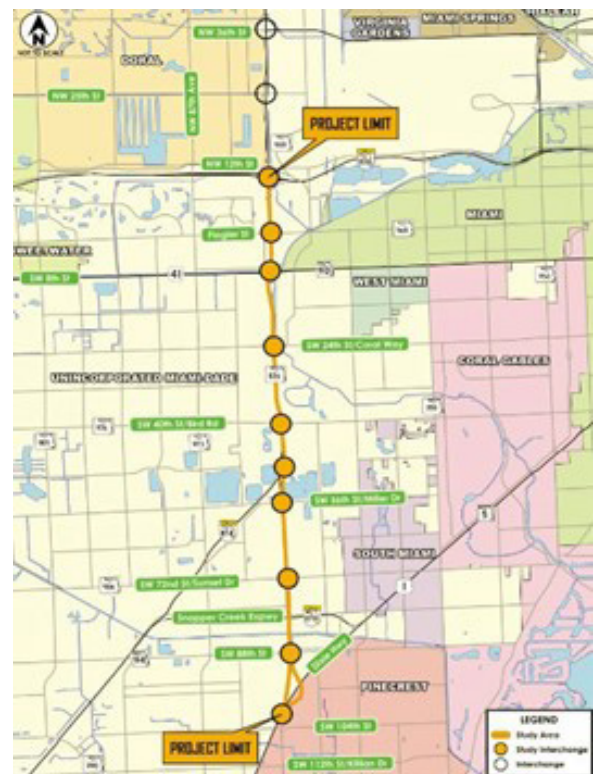 N
NOT TO SCALE
NW 36th St
VIRGINIA
GARDENS
MIAMI SPRINGS
DORAL
NW 25th St
PROJECT LIMIT
NW 12th St
MIAMI
Flagler St
SW 8th St
41
WEST MIAMI
SW 24th St/Coral Way
CORAL GABLES
UNINCORPORATED MIAMI-DADE
SW 40th St/Bird Rd
SW 56th St/Miller Dr
5
SOUTH MIAMI
SW 72nd St/Sunset Dr
1
Snapper Creek Expwy
SW 88th St
Dixie Hwy
PINECREST
SW 104th St
PROJECT LIMIT
SW 112th St/Killian Dr
LEGEND
Study Area
Study Interchange
Interchange